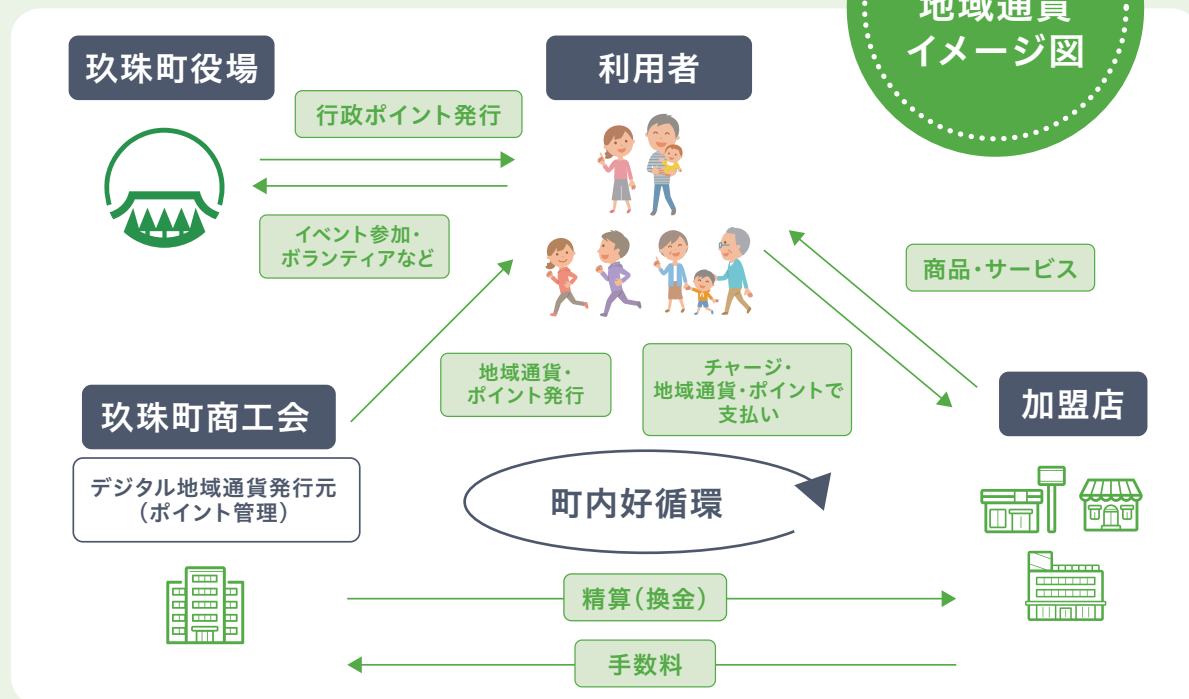 地域通貨
イメージ図
玖珠町役場
利用者
行政ポイント発行
イベント参加・
ボランティアなど
商品・サービス
地域通貨・
ポイント発行
チャージ・
地域通貨・ポイントで
支払い
玖珠町商工会
デジタル地域通貨発行元
（ポイント管理）
加盟店
町内好循環
精算（換金）
手数料